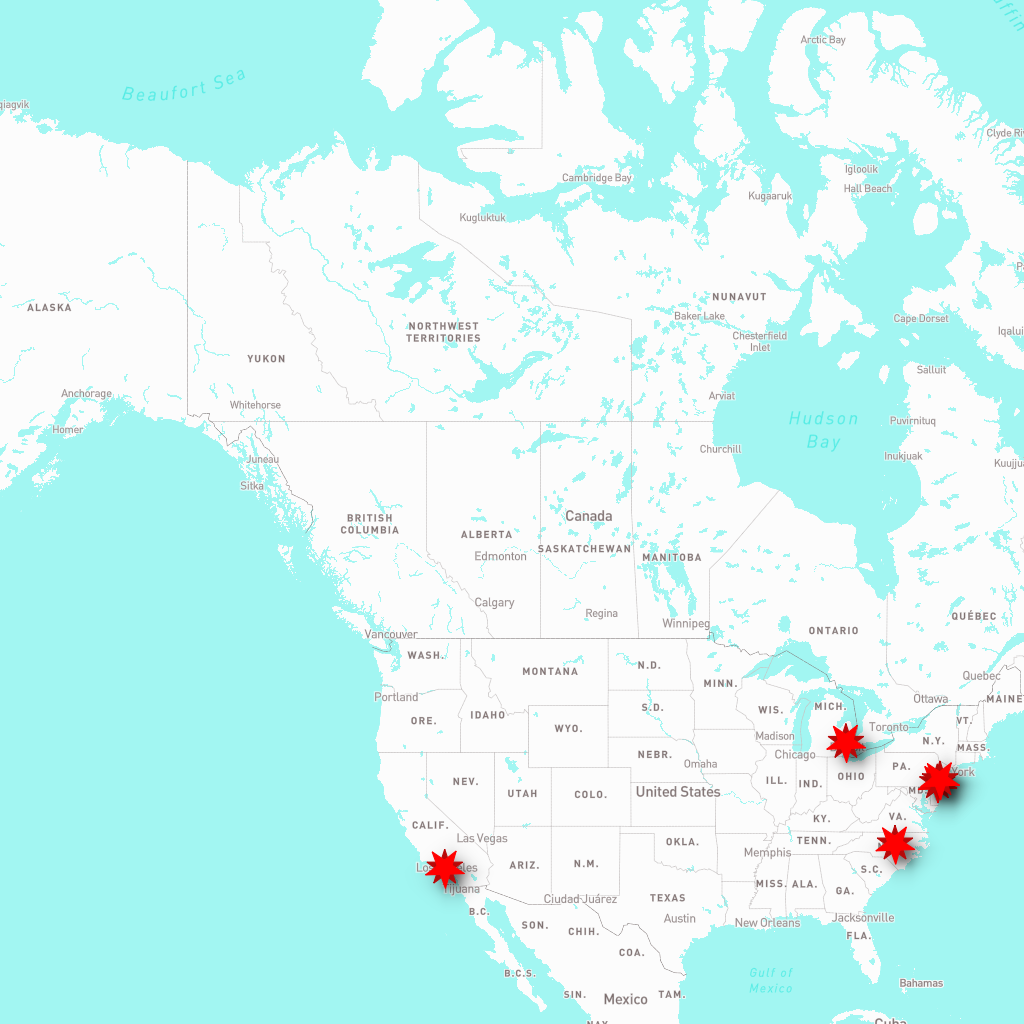 Arctic Bay
Baffin
Beaufort Sea
Clyde Riv
Igloolik
Cambridge Bay
Hall Beach
Kugaaruk
Kugluktuk
NUNAVUT
ALASKA
Baker Lake
Cape Dorset
NORTHWEST
TERRITORIES
Chesterfield
Inlet
Iqalui
YUKON
Salluit
Anchorage
Arviat
Whitehorse
Hudson
Bay
Puvirnituq
Homer
Churchill
Juneau
Inukjuak
Kuujju
Sitka
BRITISH
COLUMBIA
Canada
ALBERTA
SASKATCHEWAN
Edmonton
MANITOBA
Calgary
Regina
QUÉBEC
Winnipeg
ONTARIO
Vancouver
WASH.
N.D.
MONTANA
Quebec
MINN.
Portland
Ottawa
MAINE
S.D.
MICH.
WIS.
IDAHO
ORE.
VT.
WYO.
Toronto
Madison
N.Y.
MASS.
NEBR.
Chicago
Omaha
PA.
York
OHIO
NEV.
ILL.
IND.
UTAH
COLO.
United States
MD.
KY.
VA.
CALIF.
Las Vegas
OKLA.
TENN.
Memphis
ARIZ.
N.M.
Los Angeles
S.C.
Tijuana
MISS.
ALA.
GA.
TEXAS
Ciudad Juárez
B.C.
Austin
New Orleans
Jacksonville
SON.
CHIH.
FLA.
COA.
B.C.S.
Gulf of
Mexico
Bahamas
SIN.
Mexico
TAM.
NAY.
Cuba